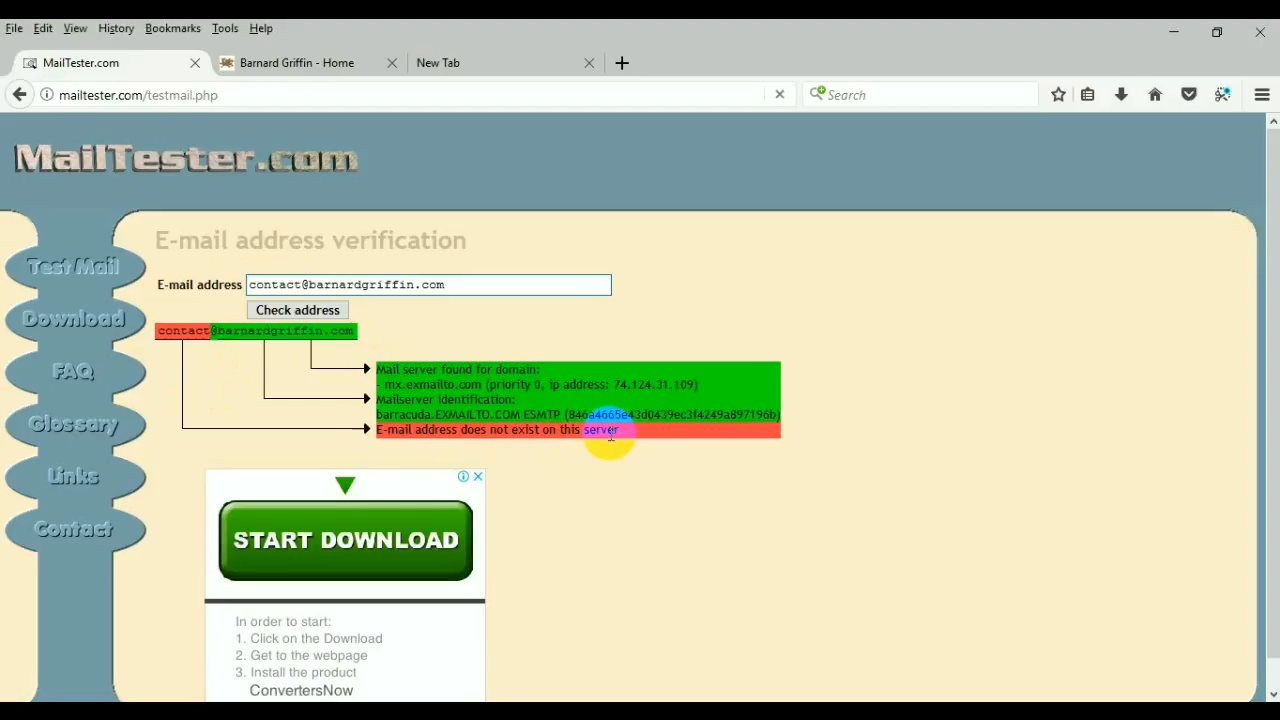 File Edit View History Bookmarks Tools Help
MailTester.com Barnard Griffin - Home New Tab
mailtester.com/testmail.php Search
MailTester.com
E-mail address verification
Test Mail
E-mail address contact@barnardgriffin.com
Check address
Download
contact@barnardgriffin.com
FAQ
Mail server found for domain:
- mx.exmailto.com (priority 0, ip address: 74.124.31.109)
Mailserver identification:
barracuda.EXMAILTO.COM ESMTP (846a4665e43d0439ec3f4249a897196b)
Glossary
E-mail address does not exist on this server
Links
Contact
START DOWNLOAD
In order to start:
1. Click on the Download
2. Get to the webpage
3. Install the product
ConvertersNow